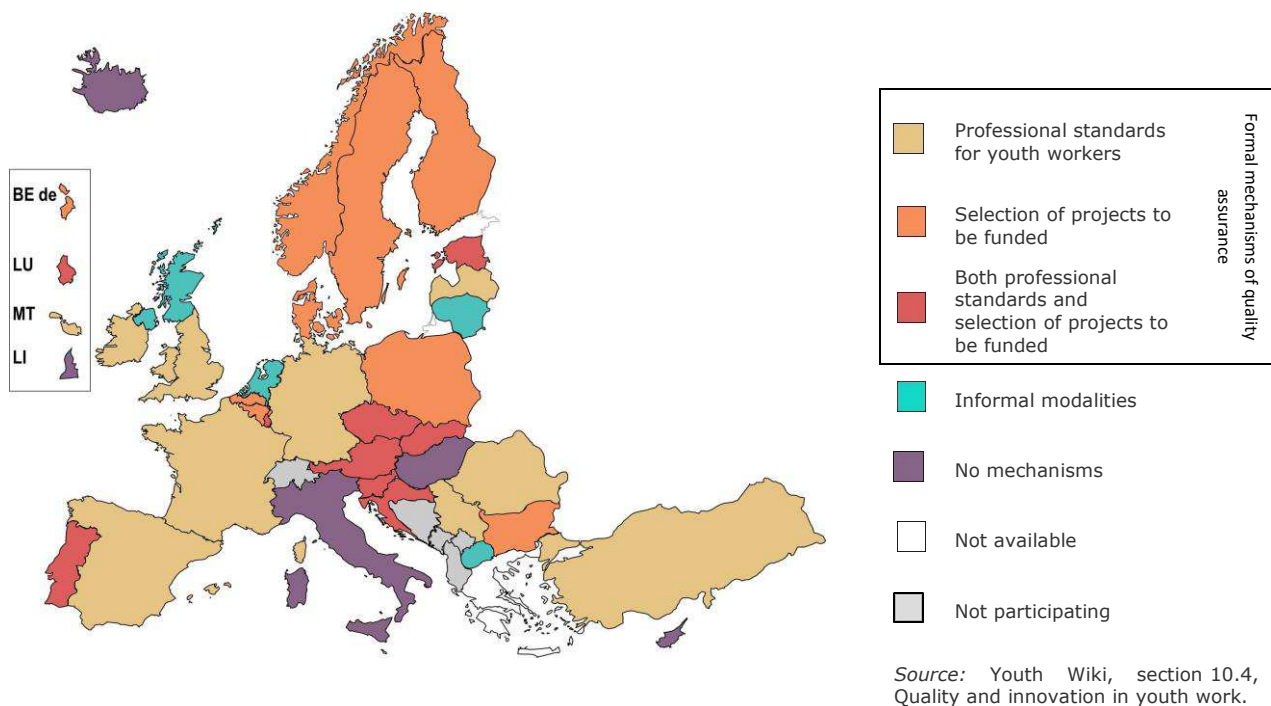 BE de
LU
MT
LI
Professional standards
for youth workers
Selection of projects to
be funded
Both professional
standards and
selection of projects to
be funded
Formal mechanisms of quality
assurance
Informal modalities
No mechanisms
Not available
Not participating
Source: Youth Wiki, section 10.4,
Quality and innovation in youth work.